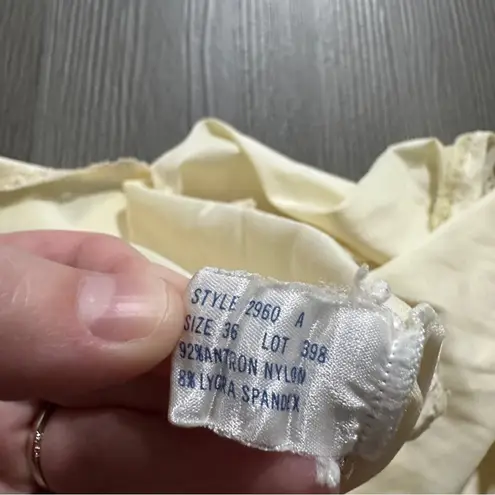 STYLE 2960 A
SIZE 36 LOT 398
92% ANTRON NYLON
8% LYCRA SPANDEX